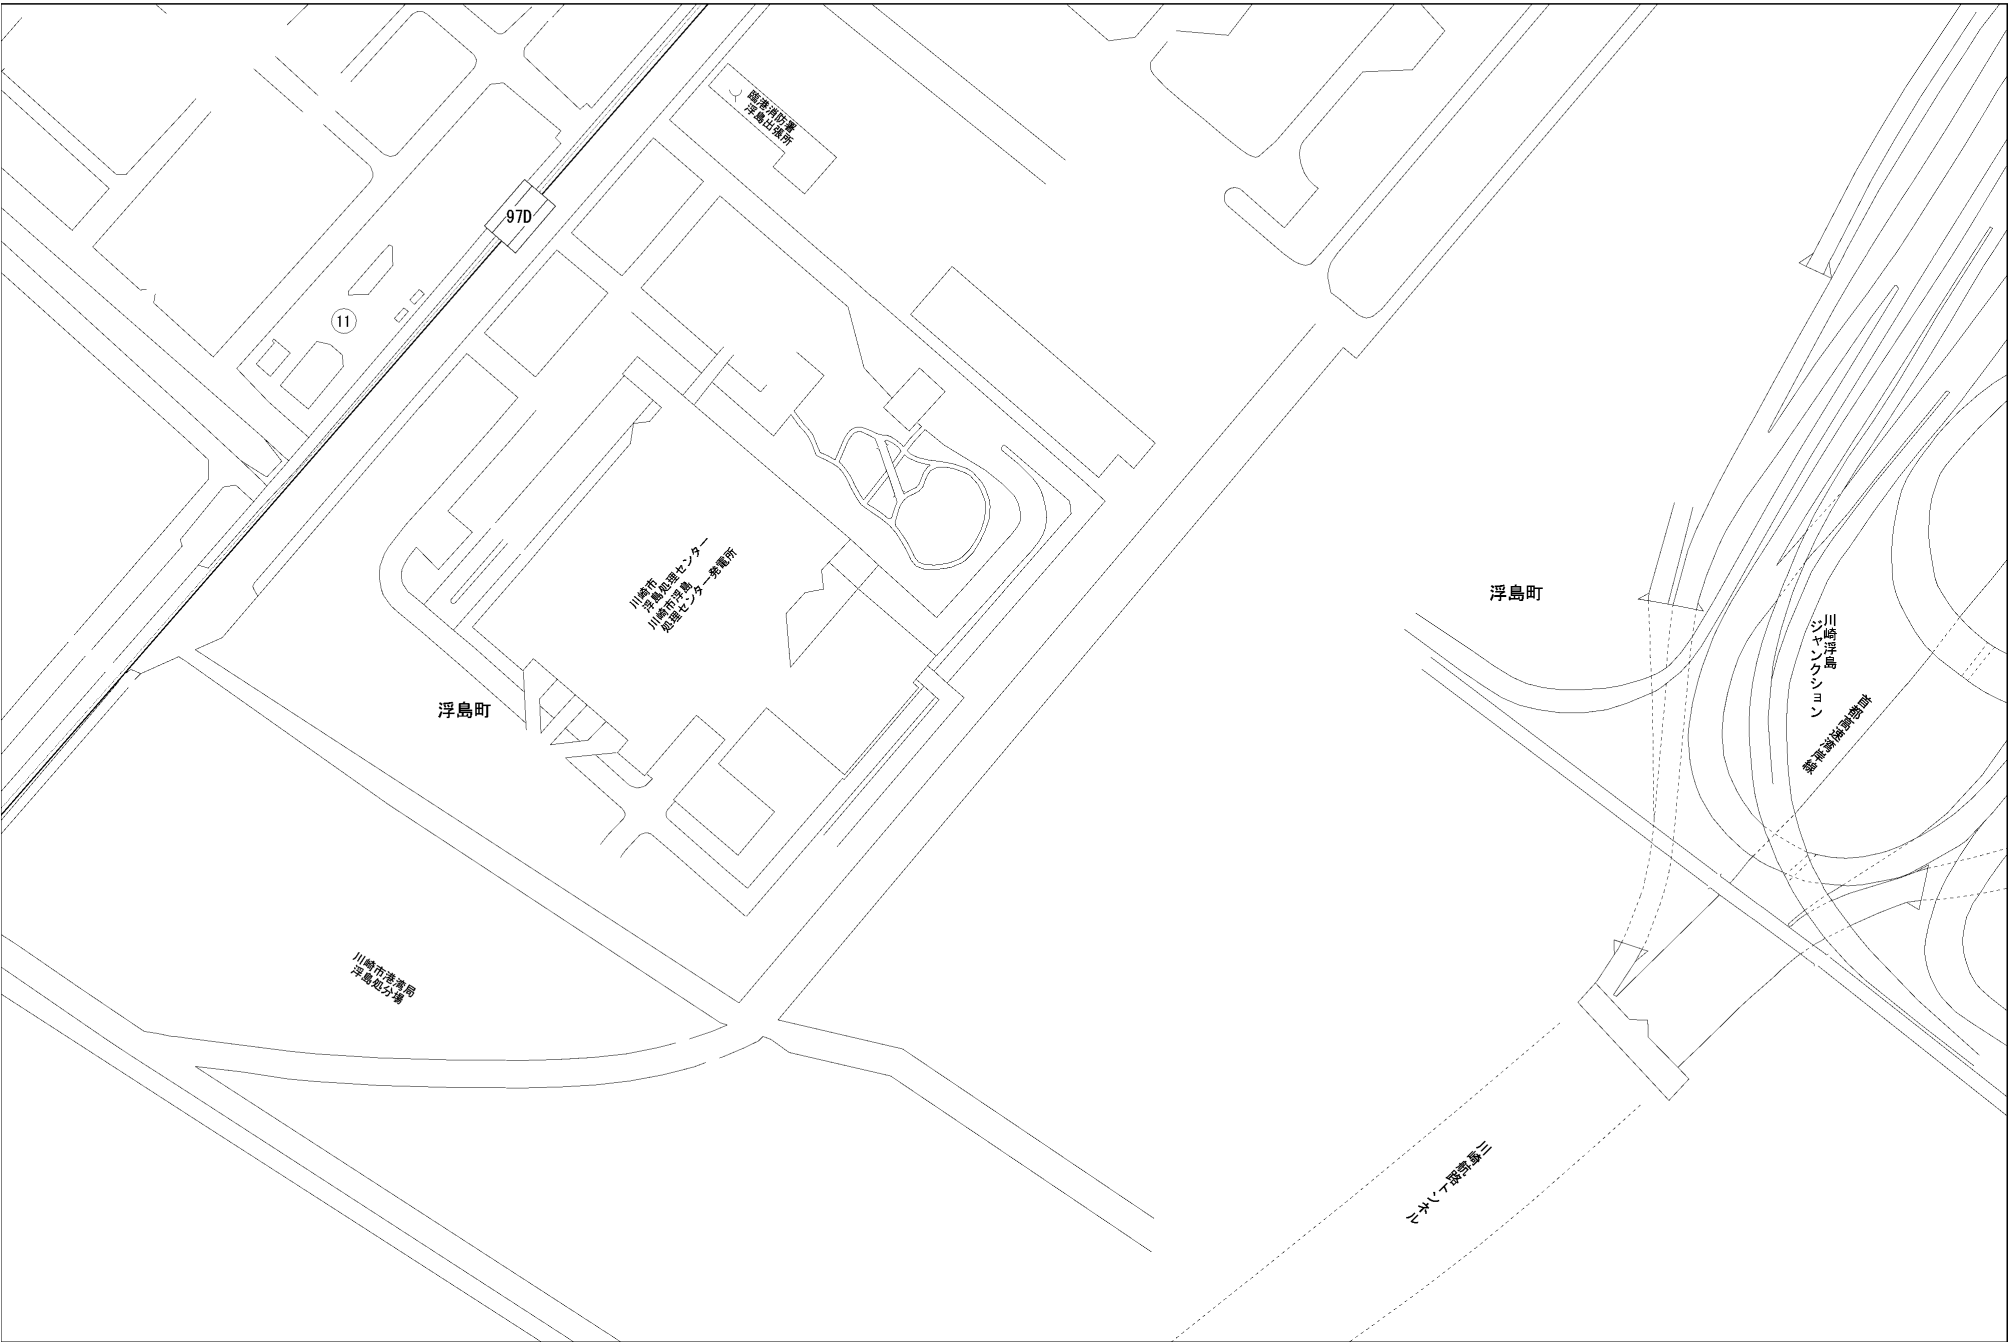 臨港消防署
浮島出張所
97D
11
川崎市
浮島処理センター
川崎市浮島
処理センター発電所
浮島町
川崎浮島
ジャンクション
首都高速湾岸線
浮島町
川崎市港湾局
浮島処分場
川崎航路トンネル